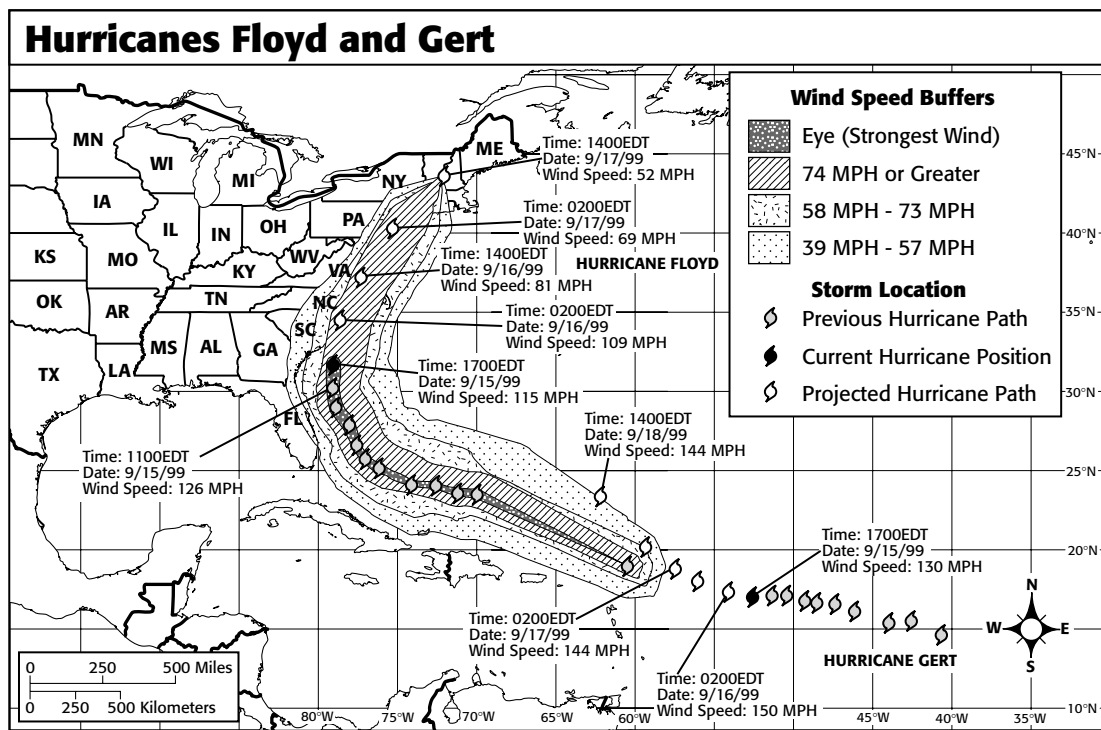 Hurricanes Floyd and Gert
Wind Speed Buffers
Eye (Strongest Wind)
74 MPH or Greater
58 MPH - 73 MPH
39 MPH - 57 MPH
Storm Location
Previous Hurricane Path
Current Hurricane Position
Projected Hurricane Path
MN
WI
MI
NY
ME
IA
IL
IN
OH
PA
KS
MO
KY
WV
VA
OK
AR
TN
NC
SC
TX
LA
MS
AL
GA
FL
Time: 1400EDT
Date: 9/17/99
Wind Speed: 52 MPH
Time: 0200EDT
Date: 9/17/99
Wind Speed: 69 MPH
HURRICANE FLOYD
Time: 1400EDT
Date: 9/16/99
Wind Speed: 81 MPH
Time: 0200EDT
Date: 9/16/99
Wind Speed: 109 MPH
Time: 1700EDT
Date: 9/15/99
Wind Speed: 115 MPH
Time: 1100EDT
Date: 9/15/99
Wind Speed: 126 MPH
Time: 1400EDT
Date: 9/18/99
Wind Speed: 144 MPH
Time: 1700EDT
Date: 9/15/99
Wind Speed: 130 MPH
Time: 0200EDT
Date: 9/17/99
Wind Speed: 144 MPH
Time: 0200EDT
Date: 9/16/99
Wind Speed: 150 MPH
HURRICANE GERT
N
W
E
S
45°N
40°N
35°N
30°N
25°N
20°N
15°N
10°N
0 250 500 Miles
0 250 500 Kilometers
80°W 75°W 70°W 65°W 60°W 55°W 50°W 45°W 40°W 35°W